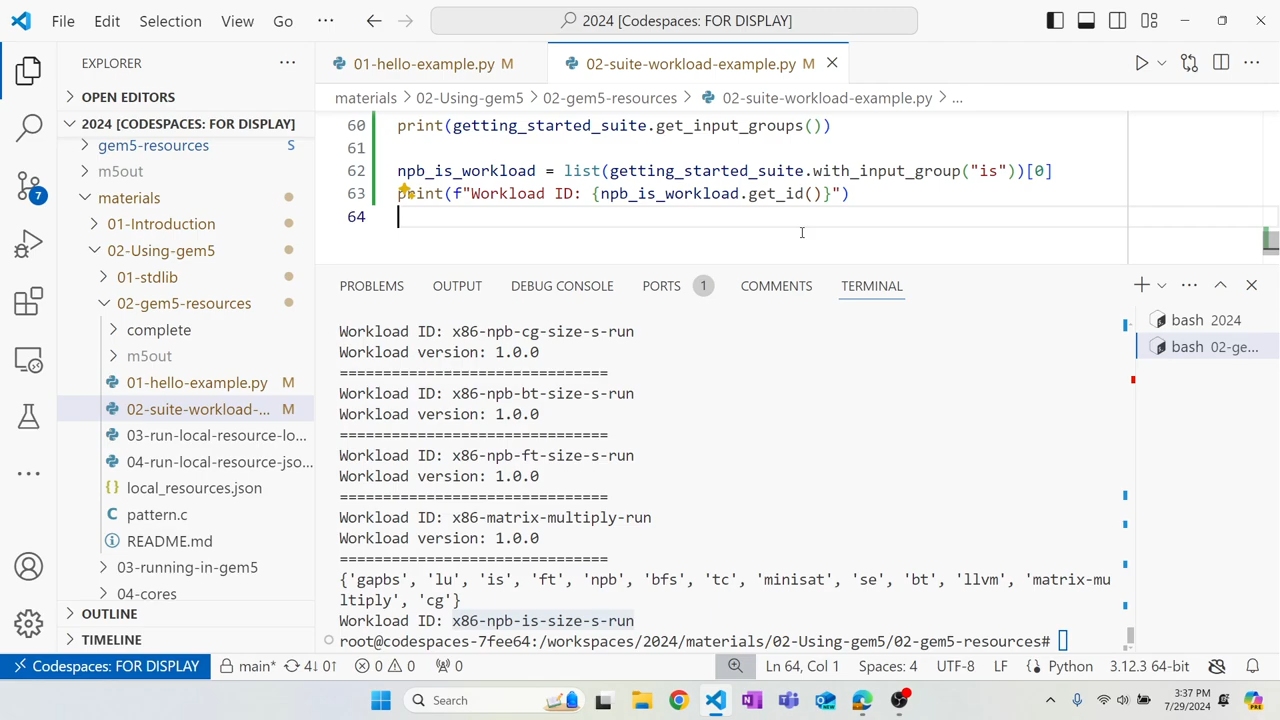 File Edit Selection View Go ··· 2024 [Codespaces: FOR DISPLAY]
EXPLORER ···
OPEN EDITORS
2024 [CODESPACES: FOR DISPLAY]
gem5-resources S
m5out
materials
01-Introduction
02-Using-gem5
01-stdlib
02-gem5-resources
complete
m5out
01-hello-example.py M
02-suite-workload-... M
03-run-local-resource-lo...
04-run-local-resource-jso...
local_resources.json
pattern.c
README.md
03-running-in-gem5
04-cores
OUTLINE
TIMELINE
7
01-hello-example.py M 02-suite-workload-example.py M
materials > 02-Using-gem5 > 02-gem5-resources > 02-suite-workload-example.py > ...
60 print(getting_started_suite.get_input_groups())
61
62 npb_is_workload = list(getting_started_suite.with_input_group("is"))[0]
63 print(f"Workload ID: {npb_is_workload.get_id()}")
64
PROBLEMS OUTPUT DEBUG CONSOLE PORTS 1 COMMENTS TERMINAL
bash 2024
bash 02-ge...
Workload ID: x86-npb-cg-size-s-run
Workload version: 1.0.0
==============================
Workload ID: x86-npb-bt-size-s-run
Workload version: 1.0.0
==============================
Workload ID: x86-npb-ft-size-s-run
Workload version: 1.0.0
==============================
Workload ID: x86-matrix-multiply-run
Workload version: 1.0.0
==============================
{'gapbs', 'lu', 'is', 'ft', 'npb', 'bfs', 'tc', 'minisat', 'se', 'bt', 'llvm', 'matrix-mu
ltiply', 'cg'}
Workload ID: x86-npb-is-size-s-run
root@codespaces-7fee64:/workspaces/2024/materials/02-Using-gem5/02-gem5-resources#
Codespaces: FOR DISPLAY main* 4↓ 0↑ 0 0 0 Ln 64, Col 1 Spaces: 4 UTF-8 LF Python 3.12.3 64-bit
Search
3:37 PM
7/29/2024
PRE